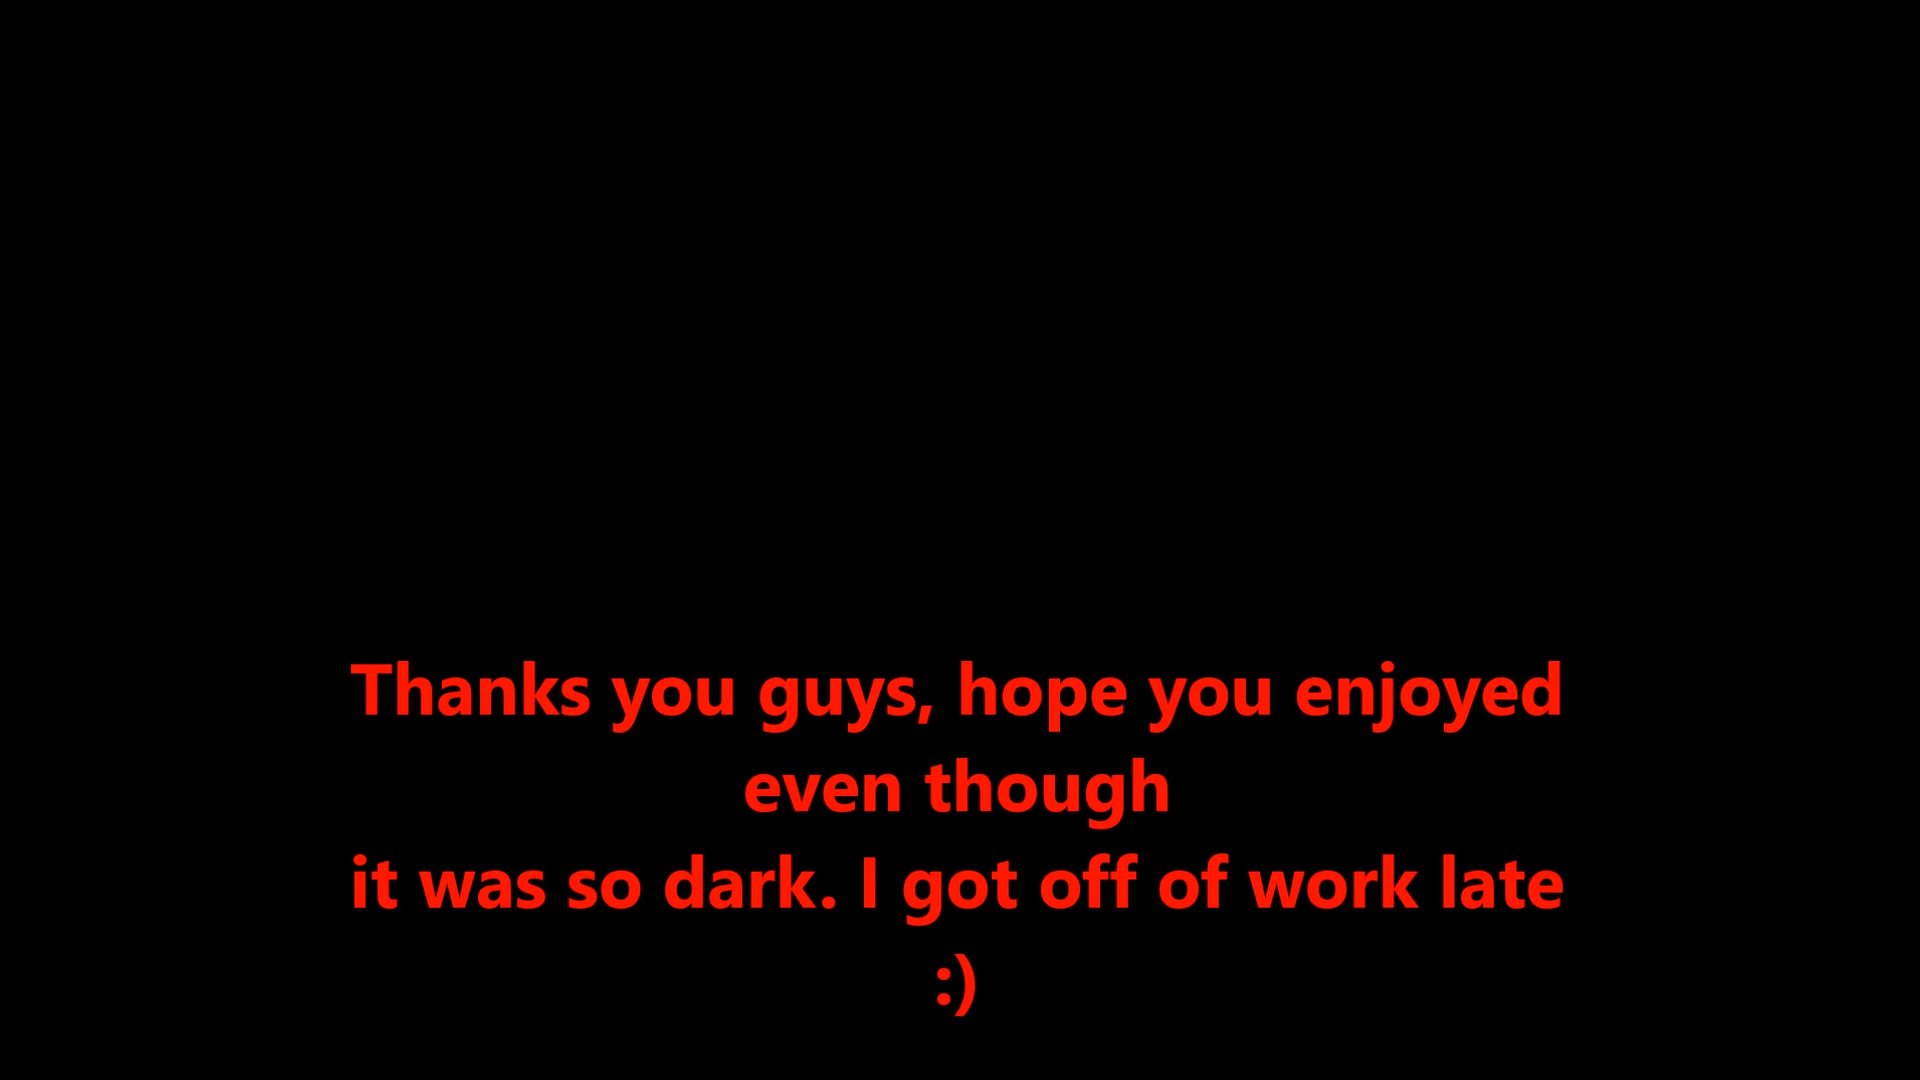 Thanks you guys, hope you enjoyed
even though
it was so dark. I got off of work late
:)